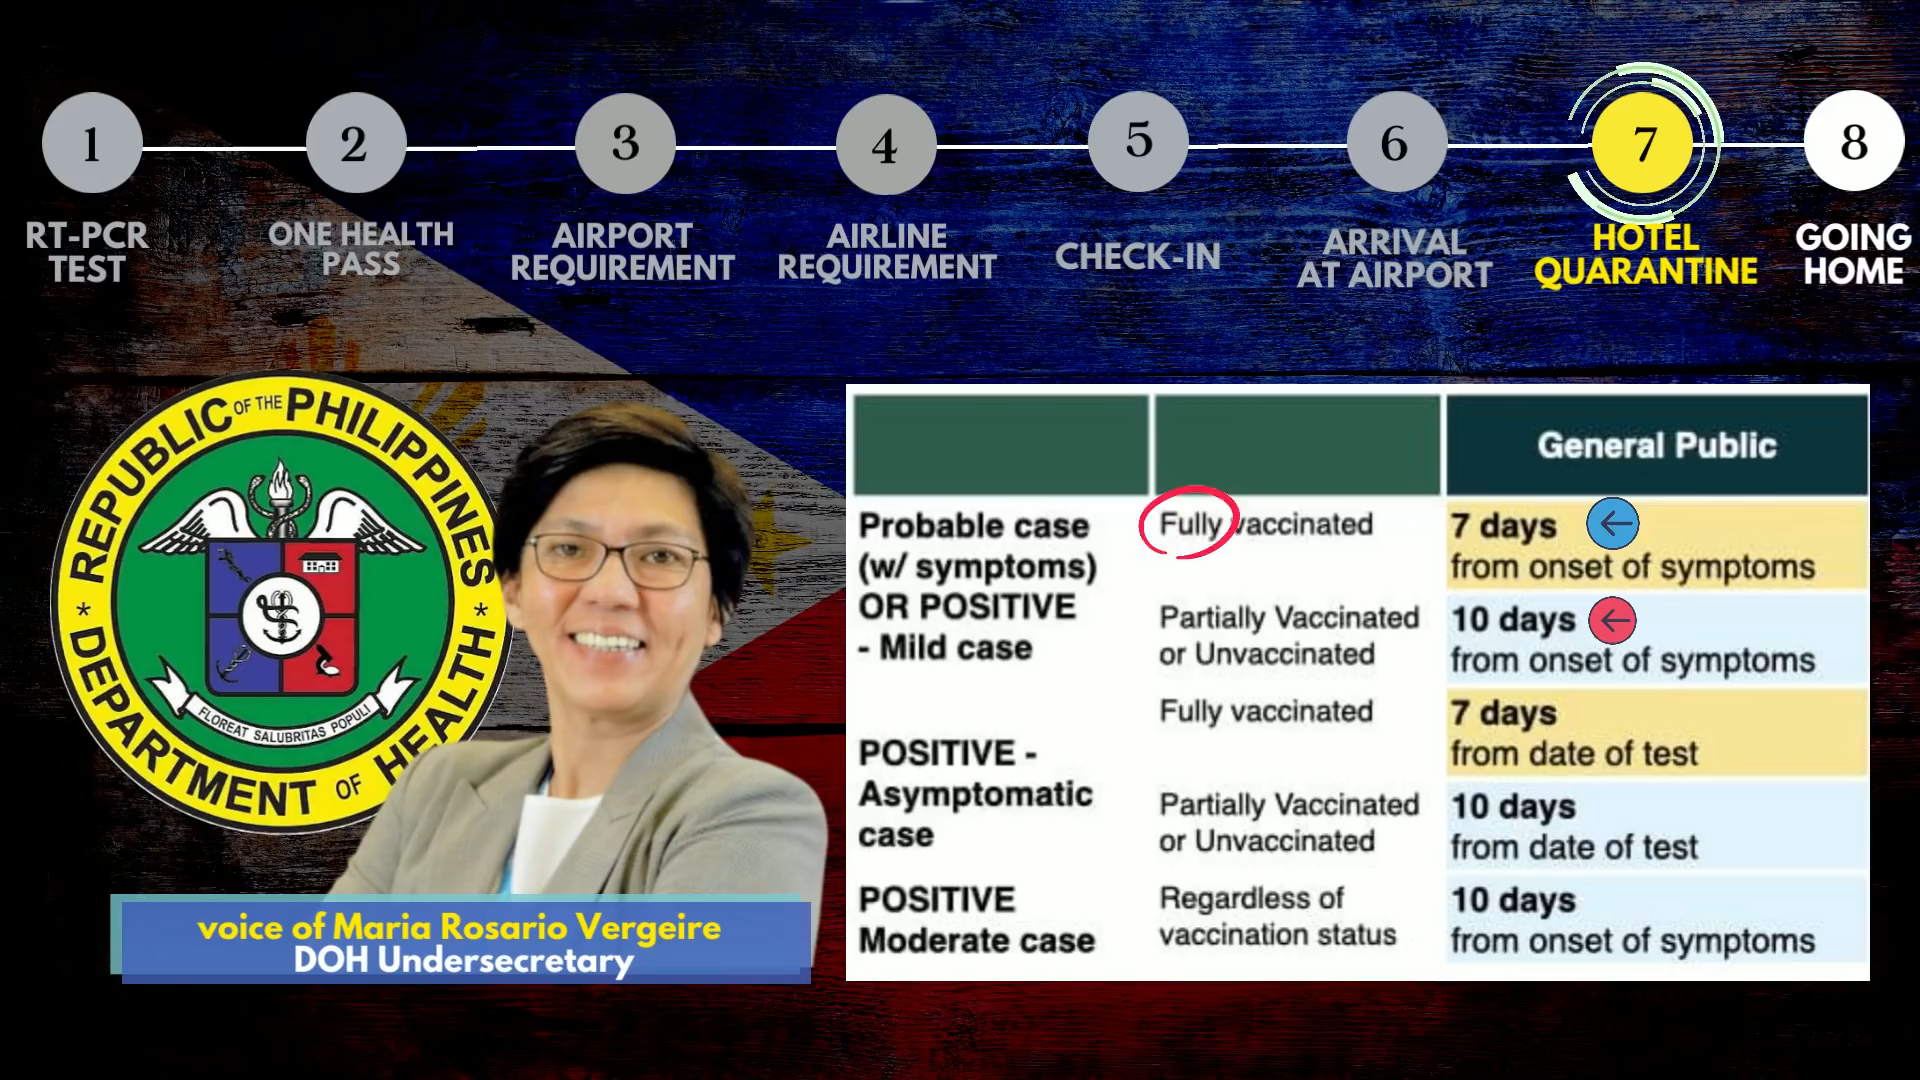 1
2
3
4
5
6
7
8
RT-PCR
TEST
ONE HEALTH
PASS
AIRPORT
REQUIREMENT
AIRLINE
REQUIREMENT
CHECK-IN
ARRIVAL
AT AIRPORT
HOTEL
QUARANTINE
GOING
HOME
REPUBLIC OF THE PHILIPPINES
* DEPARTMENT OF HEALTH *
FLOREAT SALUBRITAS POPULI
voice of Maria Rosario Vergeire
DOH Undersecretary
General Public
Probable case
(w/ symptoms)
OR POSITIVE
- Mild case
Fully vaccinated
7 days
from onset of symptoms
Partially Vaccinated
or Unvaccinated
10 days
from onset of symptoms
POSITIVE -
Asymptomatic
case
Fully vaccinated
7 days
from date of test
Partially Vaccinated
or Unvaccinated
10 days
from date of test
POSITIVE
Moderate case
Regardless of
vaccination status
10 days
from onset of symptoms